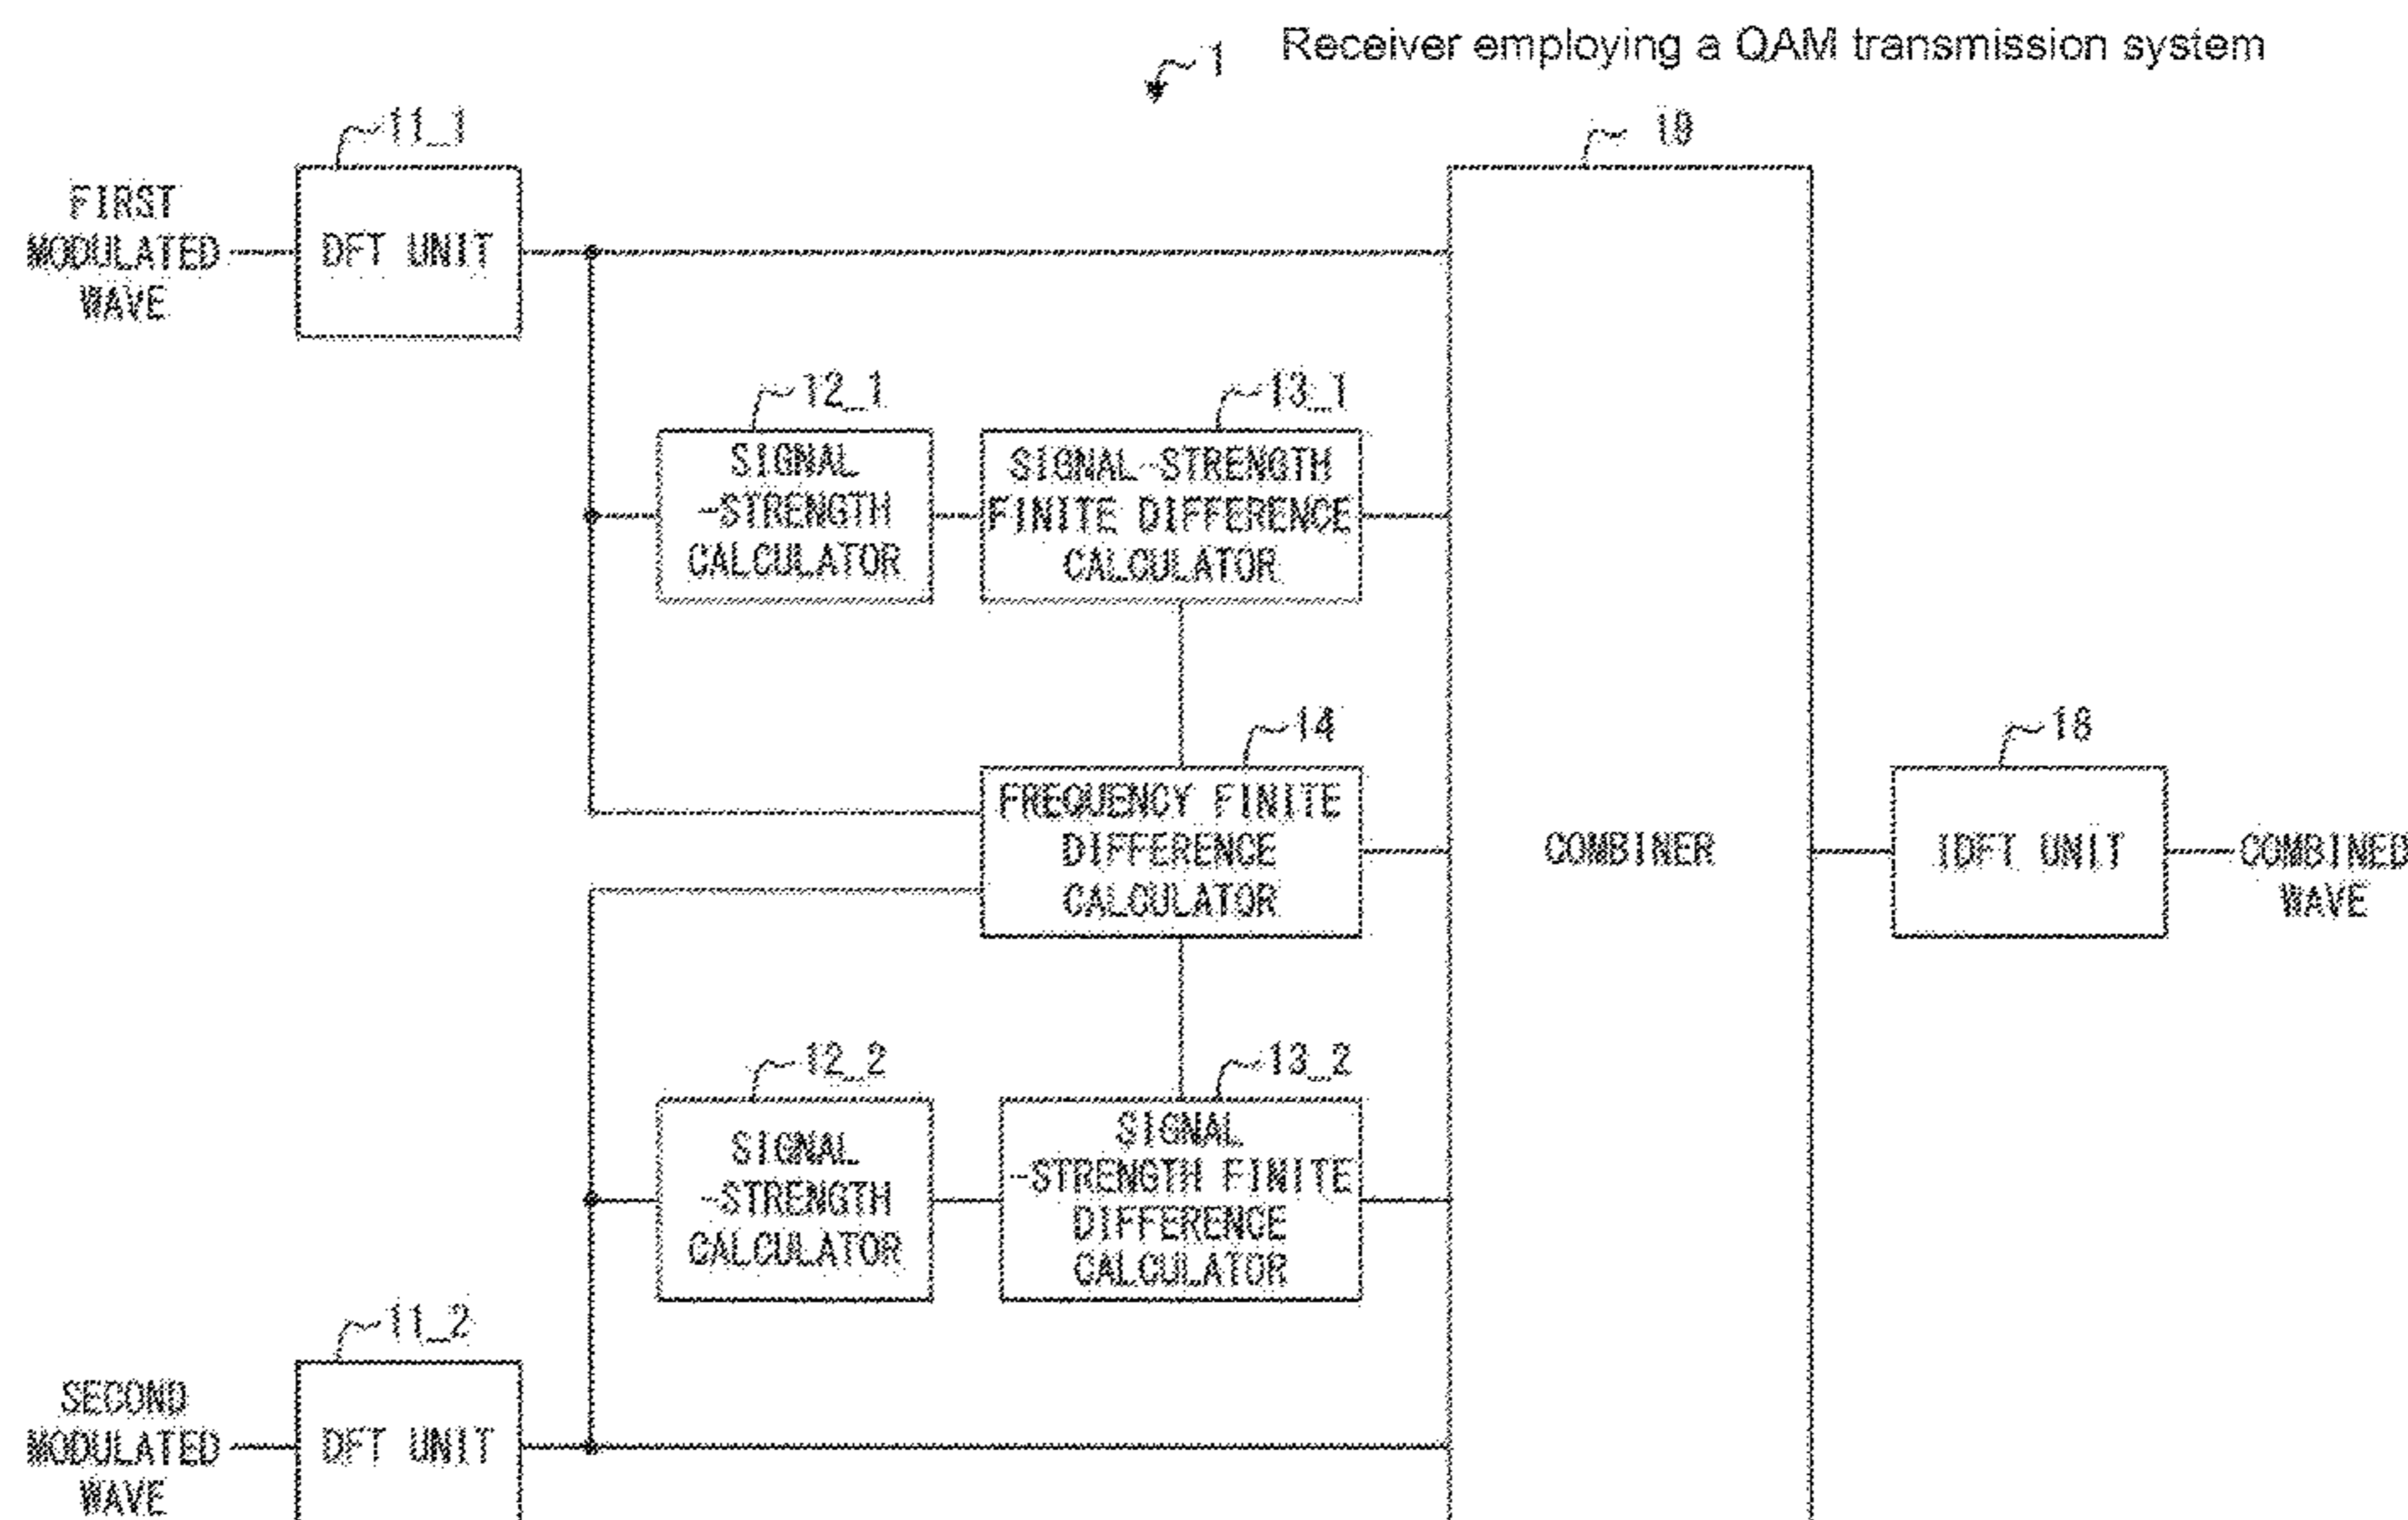 1 Receiver employing a QAM transmission system
11_1
19
FIRST
MODULATED
WAVE
DFT UNIT
12_1
13_1
SIGNAL
-STRENGTH
CALCULATOR
SIGNAL-STRENGTH
FINITE DIFFERENCE
CALCULATOR
14
16
FREQUENCY FINITE
DIFFERENCE
CALCULATOR
COMBINER
IDFT UNIT
COMBINED
WAVE
12_2
13_2
SIGNAL
-STRENGTH
CALCULATOR
SIGNAL
-STRENGTH FINITE
DIFFERENCE
CALCULATOR
11_2
SECOND
MODULATED
WAVE
DFT UNIT